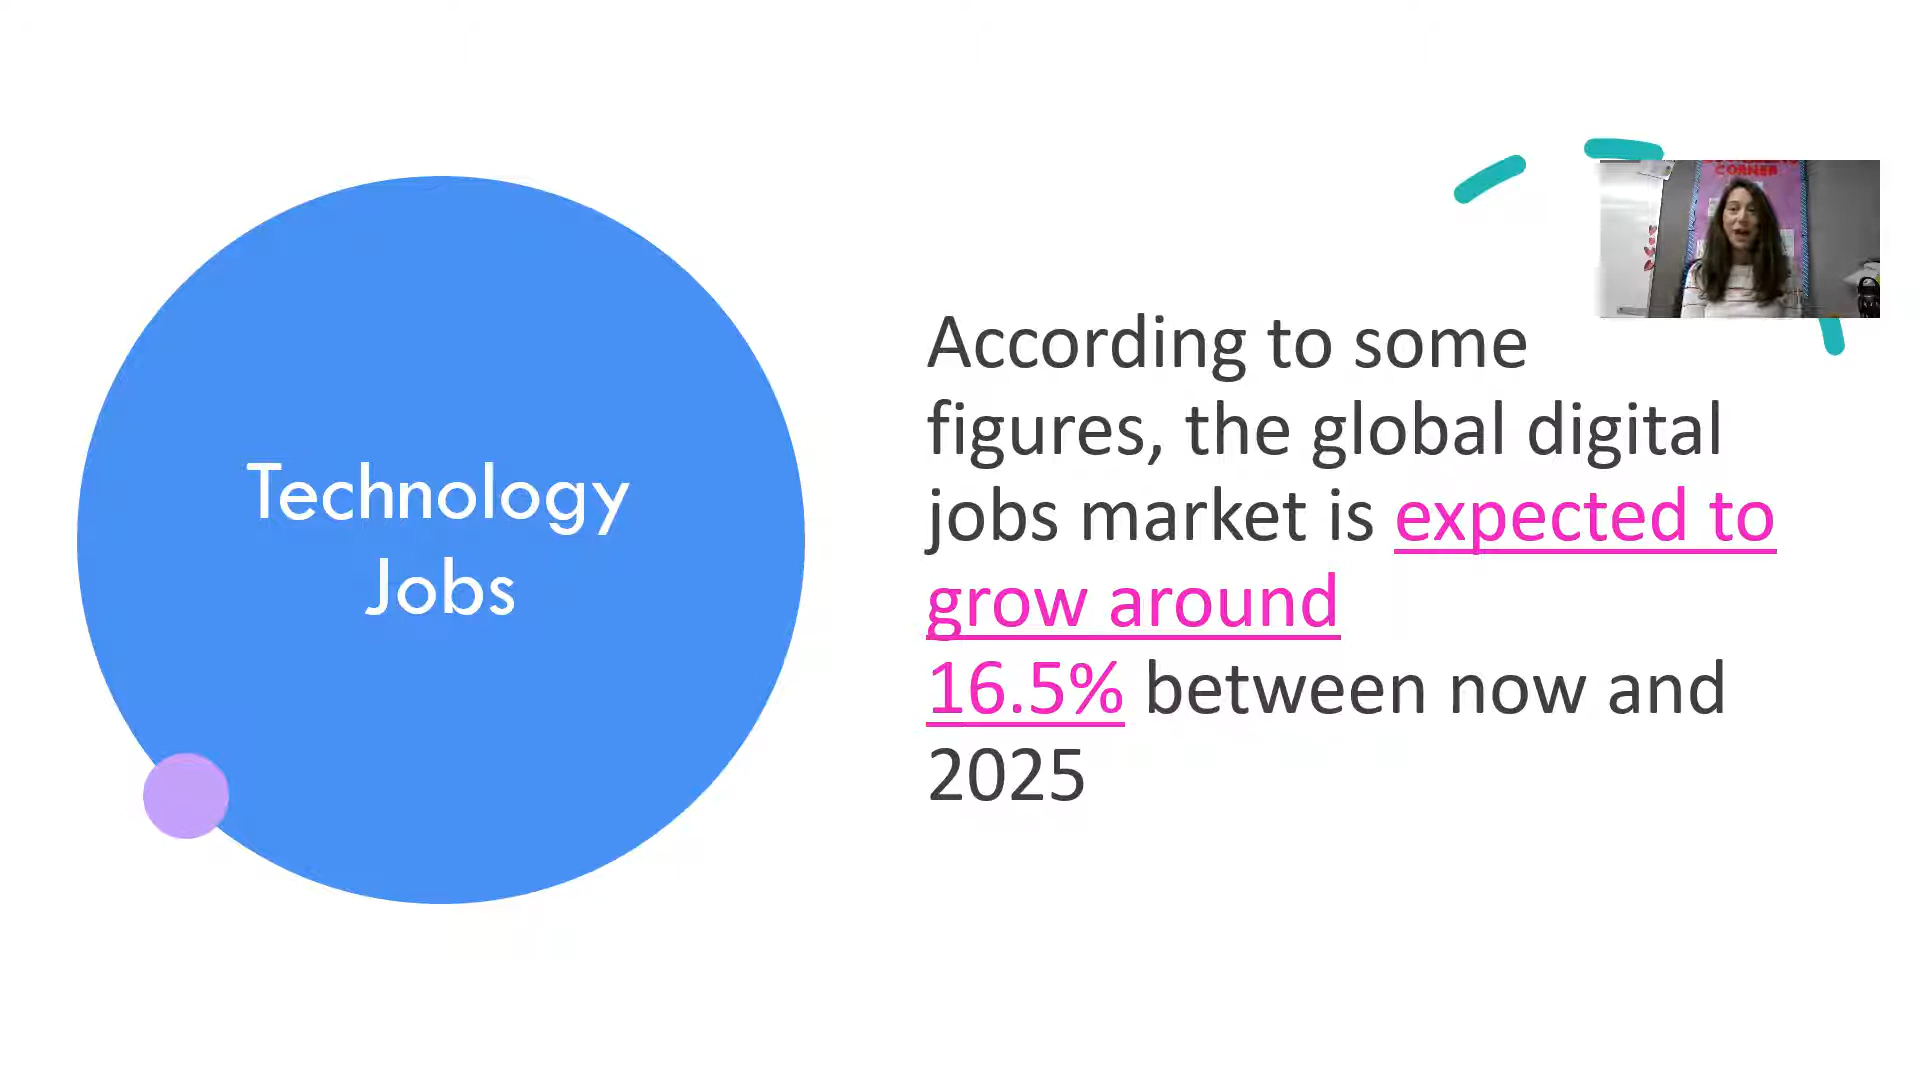 Technology
Jobs
According to some
figures, the global digital
jobs market is expected to
grow around
16.5% between now and
2025
CORNER